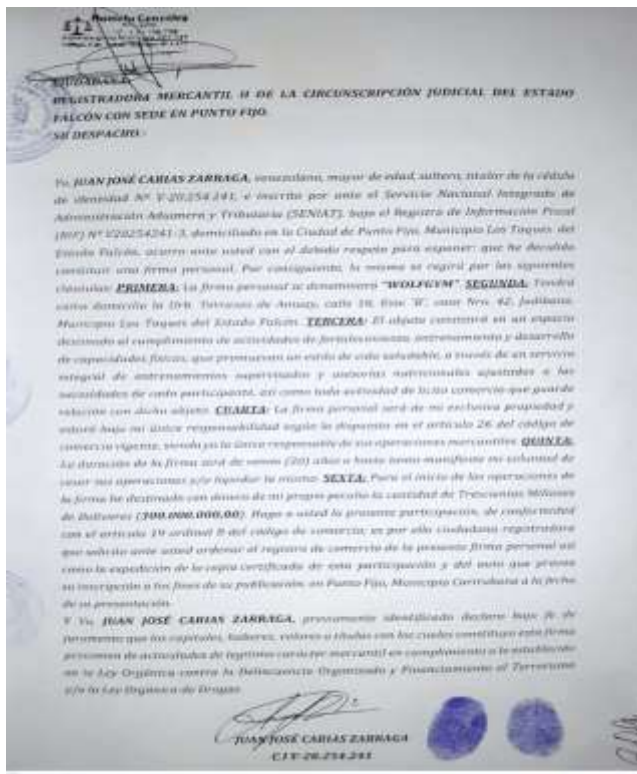 CIUDADANA
REGISTRADORA MERCANTIL II DE LA CIRCUNSCRIPCIÓN JUDICIAL DEL ESTADO
FALCÓN CON SEDE EN PUNTO FIJO.
SU DESPACHO.-
Yo, JUAN JOSÉ CARIAS ZARRAGA, venezolano, mayor de edad, soltero, titular de la cédula
de identidad Nº V-20.254.241, e inscrito por ante el Servicio Nacional Integrado de
Administración Aduanera y Tributaria (SENIAT), bajo el Registro de Información Fiscal
(RIF) Nº V20254241-3, domiciliado en la Ciudad de Punto Fijo, Municipio Los Taques del
Estado Falcón, acurro ante usted con el debido respeto para exponer: que he decidido
constituir una firma personal. Por consiguiente, la misma se regirá por las siguientes
cláusulas: PRIMERA: La firma personal se denominará "WOLFGYM" SEGUNDA: Tendrá
como domicilio la Urb. Terrazas de Amuay, calle 10, casa Nro. 42, Judibana,
Municipio Los Taques del Estado Falcón. TERCERA: El objeto consistirá en un espacio
destinado al cumplimiento de actividades de fortalecimiento, entrenamiento y desarrollo
de capacidades físicas, que promuevan un estilo de vida saludable, a través de un servicio
integral de entrenamientos supervisados y asesorías nutricionales ajustadas a las
necesidades de cada participante, así como toda actividad de lícito comercio que guarde
relación con dicho objeto. CUARTA: La firma personal será de mi exclusiva propiedad y
estará bajo mi única responsabilidad según lo dispuesto en el artículo 26 del código de
comercio vigente, siendo yo la única responsable de sus operaciones mercantiles. QUINTA:
La duración de la firma será de (20) años o hasta tanto manifieste mi voluntad de
cesar sus operaciones y/o liquidar la misma. SEXTA: Para el inicio de las operaciones de
la firma he destinado con dinero de mi propio peculio la cantidad de Trescientos Millones
de Bolívares (300.000.000,00). Hago a usted la presente participación, de conformidad
con el artículo 19 ordinal 8 del código de comercio, es por ello ciudadana registradora
que solicito ante usted ordenar el registro de comercio de la presente firma personal así
como la expedición de la copia certificada de esta participación y del auto que provea
su inscripción a los fines de su publicación, en Punto Fijo, Municipio Carirubana a la fecha
de su presentación.
Y Yo, JUAN JOSÉ CARIAS ZARRAGA, previamente identificado declaro bajo fe de
juramento que los capitales, haberes, valores o títulos con los cuales constituyo esta firma
provienen de actividades de legítimo carácter mercantil en cumplimiento a lo establecido
en la Ley Orgánica contra la Delincuencia Organizada y Financiamiento al Terrorismo
y/o la Ley Orgánica de Drogas.
JUAN JOSÉ CARIAS ZARRAGA
C.I V-20.254.241